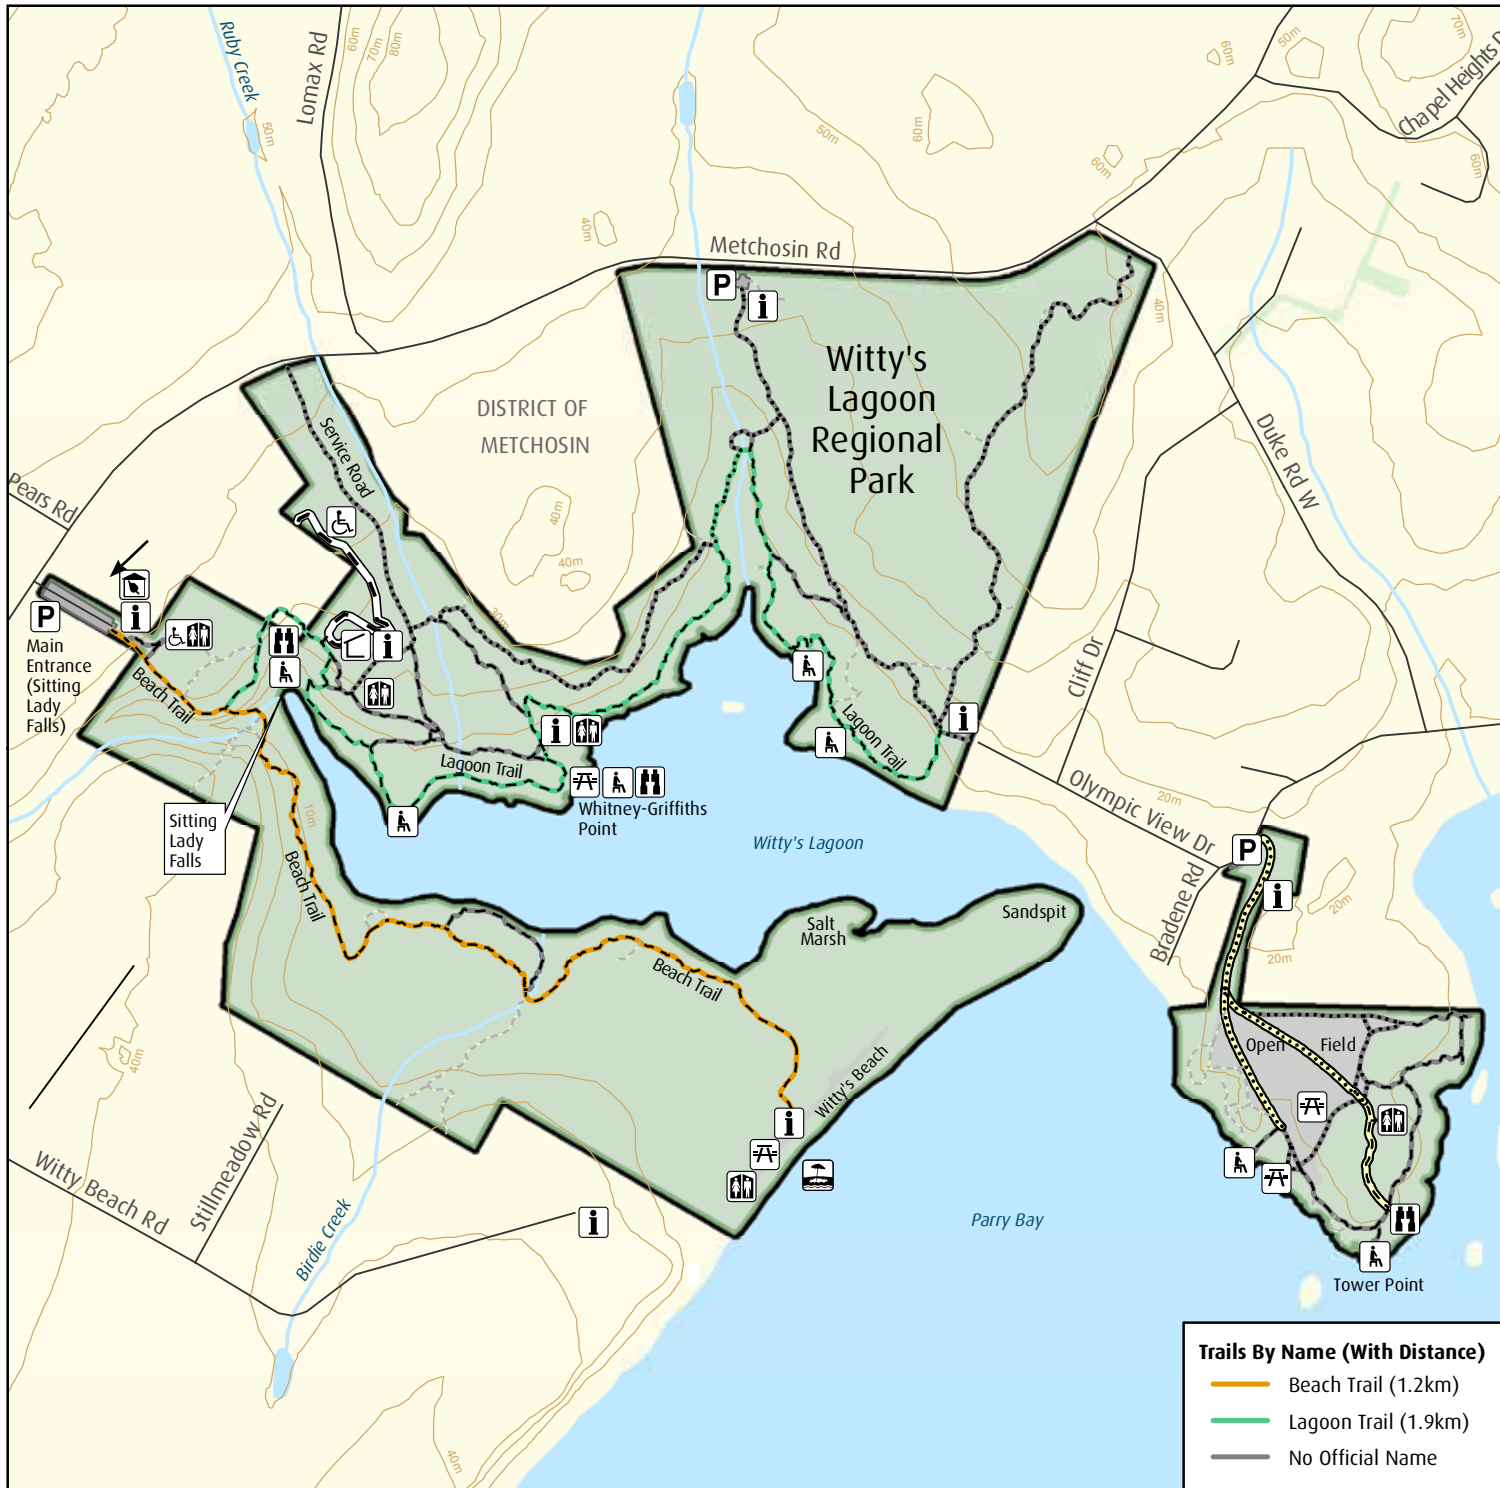 Ruby Creek
Lomax Rd
60m
70m
80m
50m
60m
50m
70m
Chapel Heights D
60m
50m
60m
60m
40m
Metchosin Rd
P
i
40m
Witty's
Lagoon
Regional
Park
DISTRICT OF
METCHOSIN
Service Road
Duke Rd W
Pears Rd
40m
40m
30m
P
i
Main
Entrance
(Sitting
Lady
Falls)
Beach Trail
i
i
Lagoon Trail
Lagoon Trail
i
Cliff Dr
Whitney-Griffiths
Point
Olympic View Dr
20m
Sitting
Lady
Falls
10m
Witty's Lagoon
P
i
Bradene Rd
20m
20m
Beach Trail
Salt
Marsh
Sandspit
Beach Trail
Open Field
40m
Witty's Beach
i
Stillmeadow Rd
Witty Beach Rd
Birdie Creek
i
Parry Bay
Tower Point
40m
Trails By Name (With Distance)
Beach Trail (1.2km)
Lagoon Trail (1.9km)
No Official Name